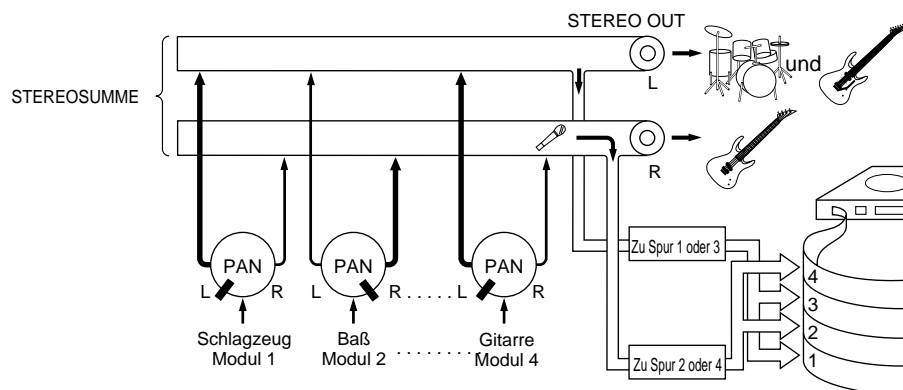 STEREO OUT
und
L
STEREOSUMME
R
Zu Spur 1 oder 3
PAN PAN PAN
L R L R . . . . . L R
4
3
2
1
Schlagzeug Baß Gitarre
Modul 1 Modul 2 . . . . . . . . Modul 4
Zu Spur 2 oder 4